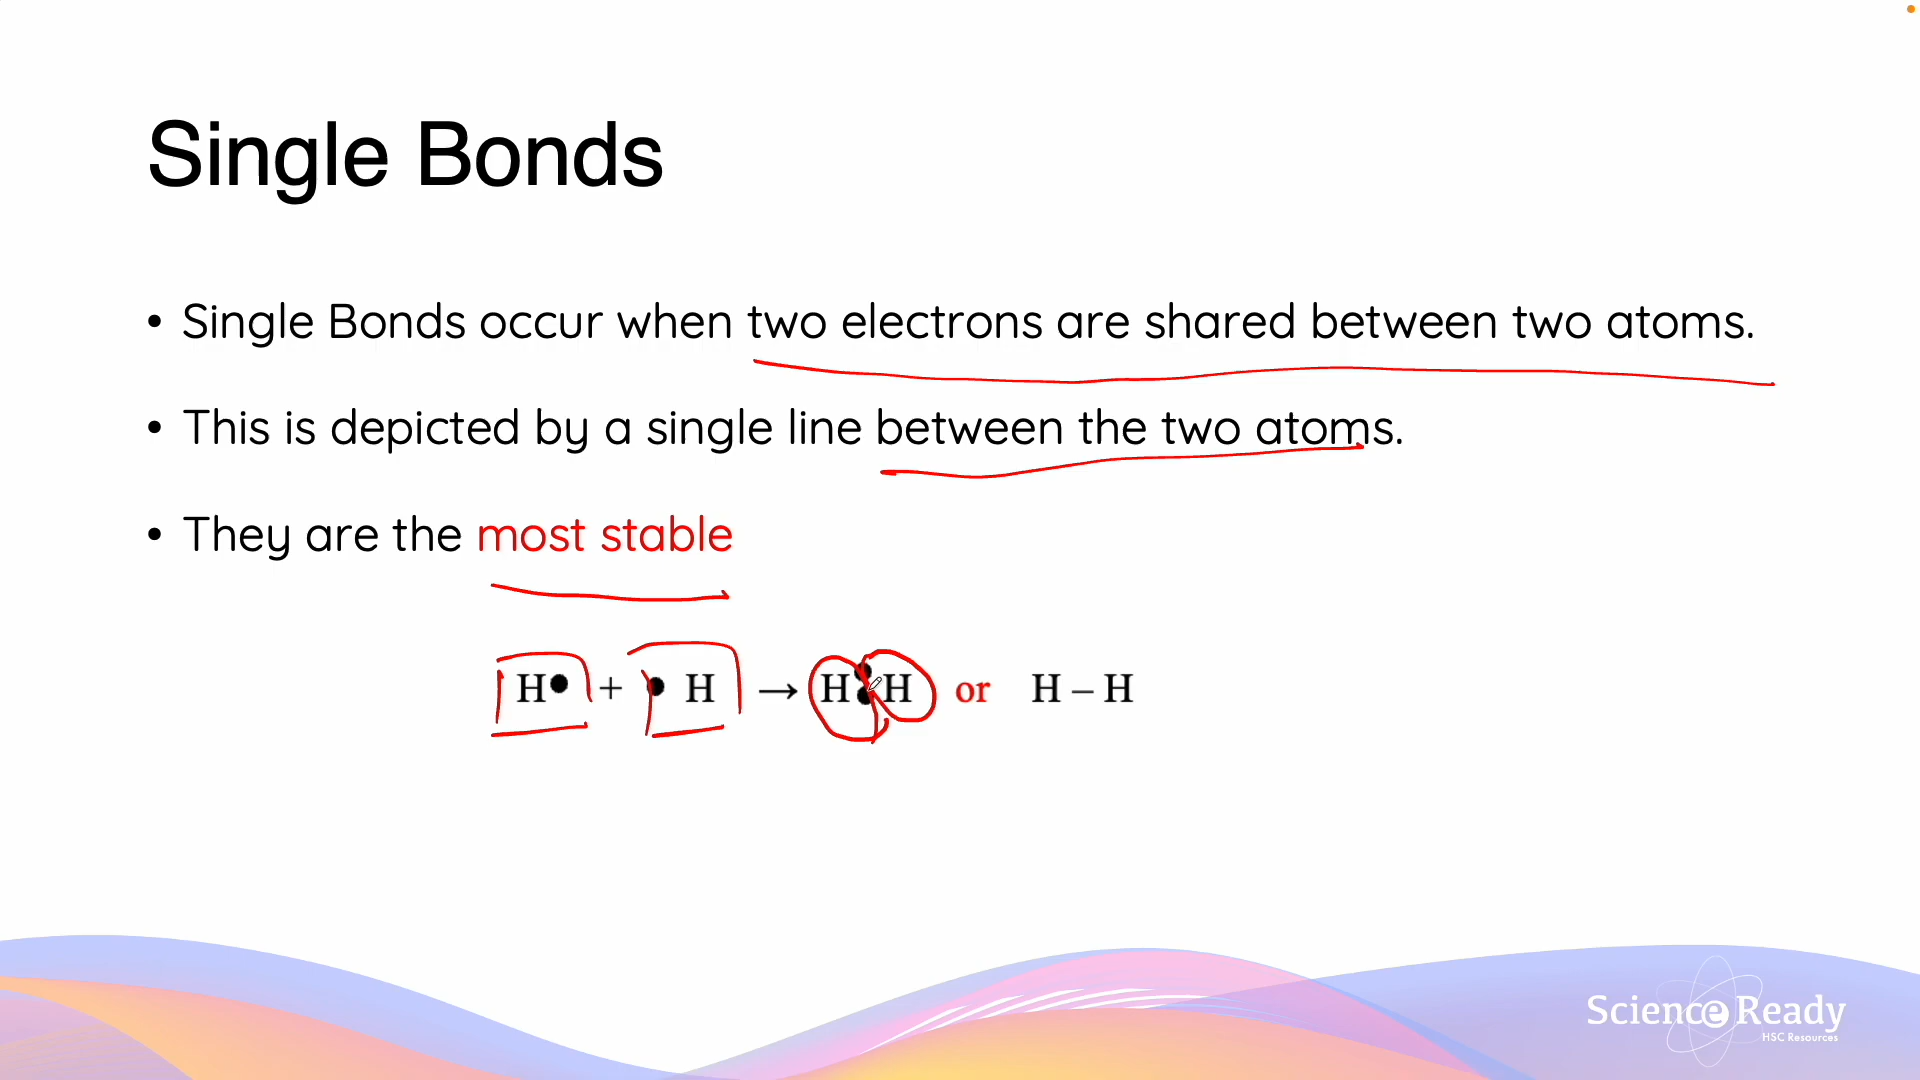 Single Bonds
• Single Bonds occur when two electrons are shared between two atoms.
• This is depicted by a single line between the two atoms.
• They are the most stable
H• + • H → H:H or H – H
Science Ready
HSC Resources